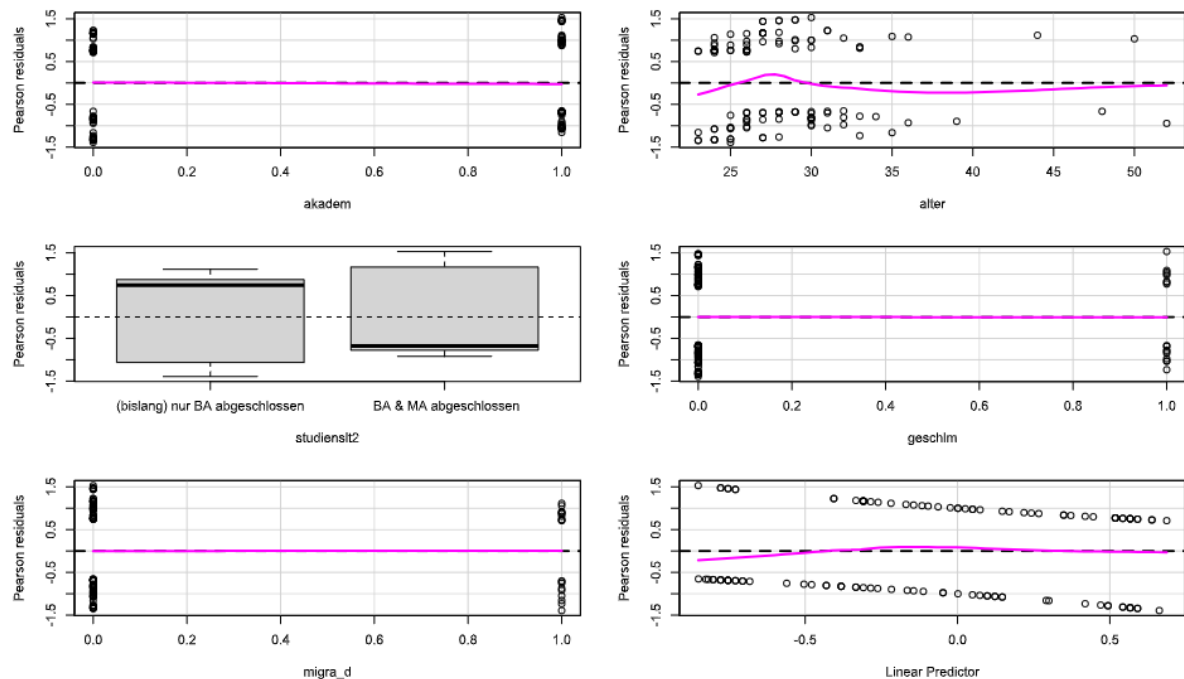 Pearson residuals
1.5
0.5
-0.5
-1.5
0.0 0.2 0.4 0.6 0.8 1.0
akadem
Pearson residuals
1.5
0.5
-0.5
-1.5
25 30 35 40 45 50
alter
Pearson residuals
1.5
0.5
-0.5
-1.5
(bislang) nur BA abgeschlossen BA & MA abgeschlossen
studienslt2
Pearson residuals
1.5
0.5
-0.5
-1.5
0.0 0.2 0.4 0.6 0.8 1.0
geschlm
Pearson residuals
1.5
0.5
-0.5
-1.5
0.0 0.2 0.4 0.6 0.8 1.0
migra_d
Pearson residuals
1.5
0.5
-0.5
-1.5
-0.5 0.0 0.5
Linear Predictor